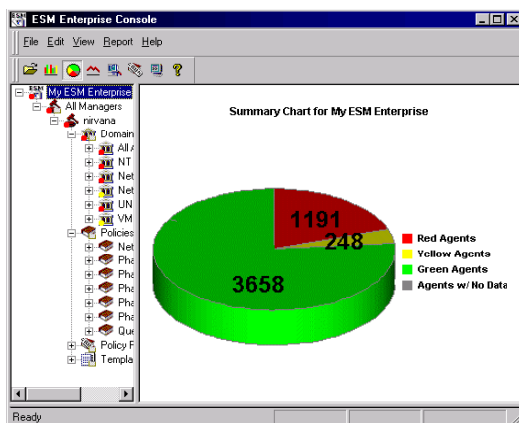 ESM Enterprise Console
File Edit View Report Help
My ESM Enterprise
All Managers
nirvana
Domain
All A
NT
Net
Net
UN
VM
Policies
Net
Pha
Pha
Pha
Pha
Pha
Que
Policy F
Templa
Summary Chart for My ESM Enterprise
1191
248
3658
Red Agents
Yellow Agents
Green Agents
Agents w/ No Data
Ready